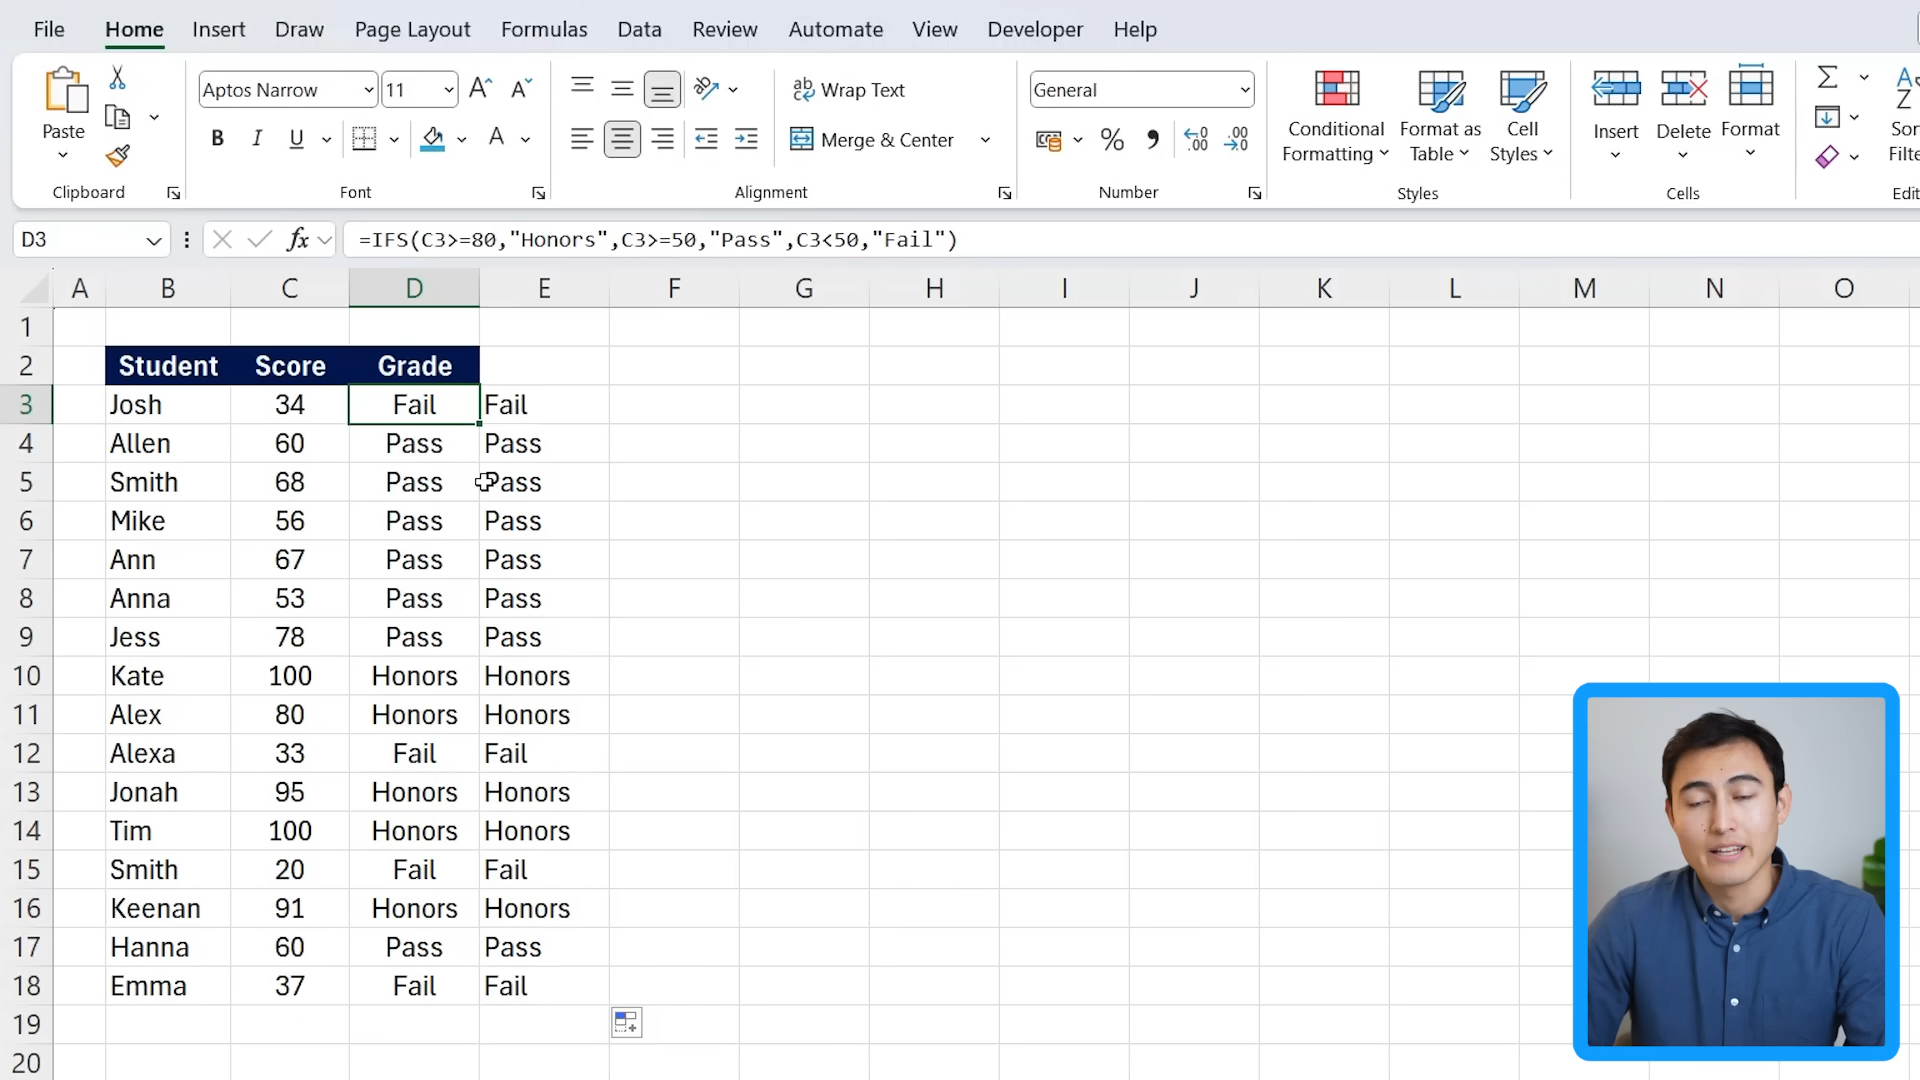 File Home Insert Draw Page Layout Formulas Data Review Automate View Developer Help
Paste
Clipboard
Aptos Narrow 11
B I U
Font
Wrap Text
Merge & Center
Alignment
General
Number
Conditional Formatting
Format as Table
Cell Styles
Styles
Insert Delete Format
Cells
D3 fx =IFS(C3>=80,"Honors",C3>=50,"Pass",C3<50,"Fail")
A B C D E F G H I J K L M N O
1
2 Student Score Grade
3 Josh 34 Fail Fail
4 Allen 60 Pass Pass
5 Smith 68 Pass Pass
6 Mike 56 Pass Pass
7 Ann 67 Pass Pass
8 Anna 53 Pass Pass
9 Jess 78 Pass Pass
10 Kate 100 Honors Honors
11 Alex 80 Honors Honors
12 Alexa 33 Fail Fail
13 Jonah 95 Honors Honors
14 Tim 100 Honors Honors
15 Smith 20 Fail Fail
16 Keenan 91 Honors Honors
17 Hanna 60 Pass Pass
18 Emma 37 Fail Fail
19
20